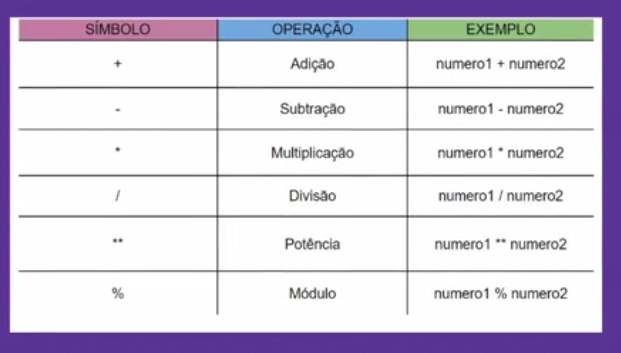 SÍMBOLO OPERAÇÃO EXEMPLO
+ Adição numero1 + numero2
- Subtração numero1 - numero2
* Multiplicação numero1 * numero2
/ Divisão numero1 / numero2
** Potência numero1 ** numero2
% Módulo numero1 % numero2